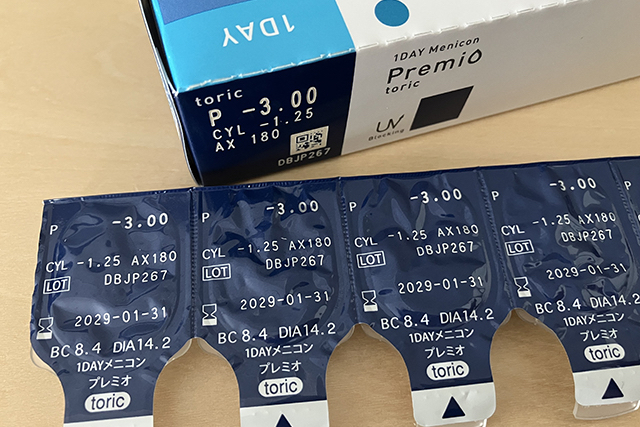 1DAY
1DAY Menicon
Premio
toric
UV
Blocking
toric
P -3.00
CYL -1.25
AX 180
DBJP267
P -3.00
CYL -1.25 AX180
LOT DBJP267
2029-01-31
BC 8.4 DIA14.2
1DAYメニコン
プレミオ
toric
P -3.00
CYL -1.25 AX180
LOT DBJP267
2029-01-31
BC 8.4 DIA14.2
1DAYメニコン
プレミオ
toric
P -3.00
CYL -1.25 AX180
LOT DBJP267
2029-01-31
BC 8.4 DIA14.2
1DAYメニコン
プレミオ
toric
P -3.00
CYL -1.25 AX180
LOT DBJP267
2029-01-31
BC 8.4 DIA14.2
1DAYメニコン
プレミオ
toric
P